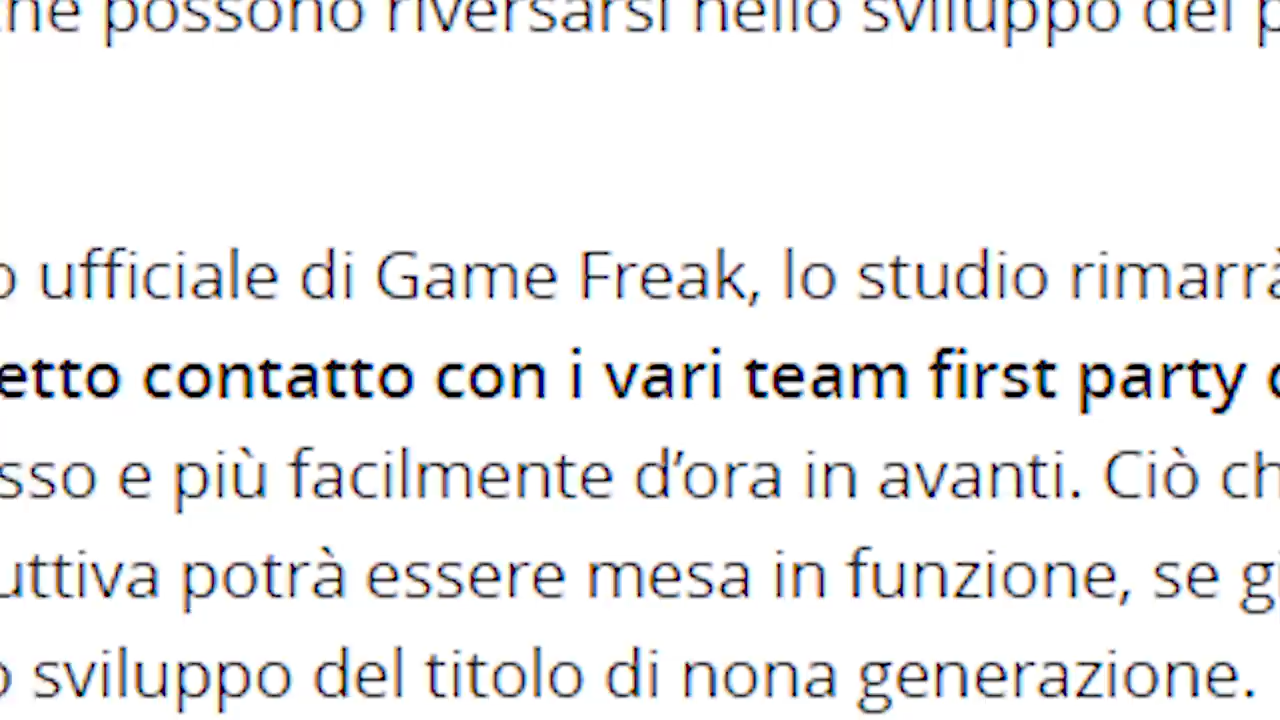 he possono riversarsi nello sviluppo del p
o ufficiale di Game Freak, lo studio rimarrà
etto contatto con i vari team first party
sso e più facilmente d’ora in avanti. Ciò ch
uttiva potrà essere mesa in funzione, se gi
o sviluppo del titolo di nona generazione.